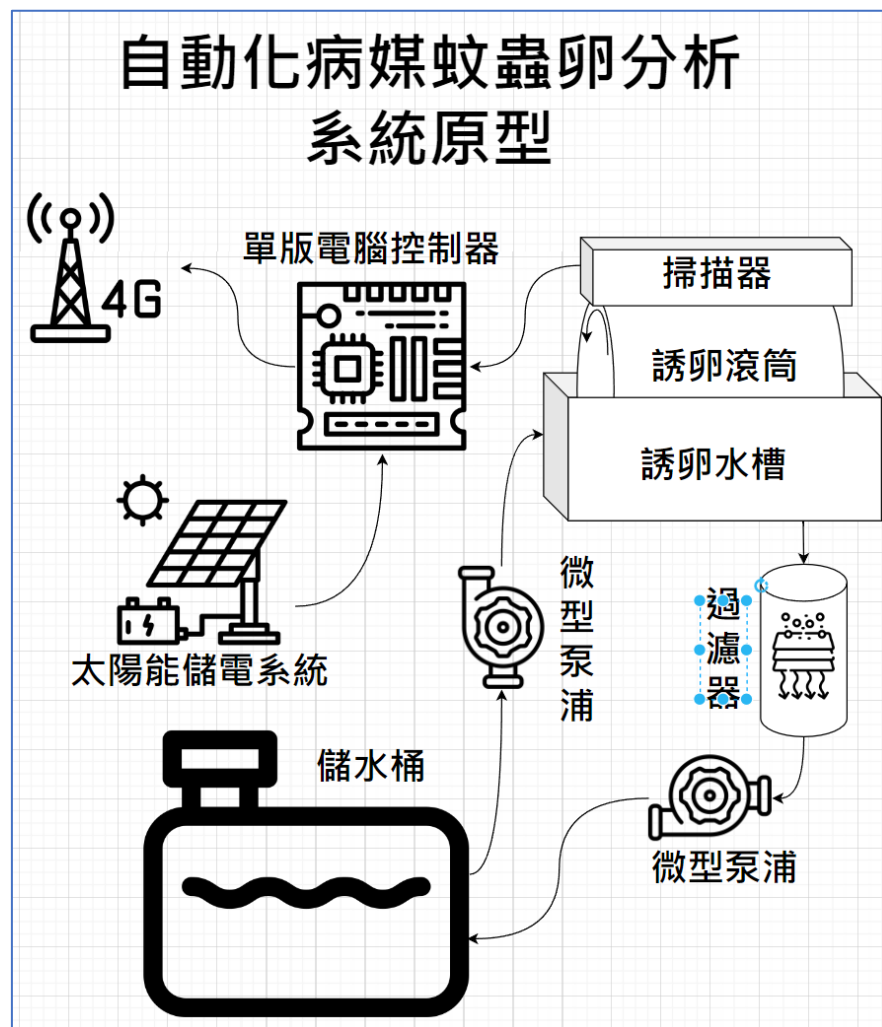 自動化病媒蚊蟲卵分析
系統原型
4G
單版電腦控制器
掃描器
誘卵滾筒
誘卵水槽
太陽能儲電系統
微型泵浦
過濾器
儲水桶
微型泵浦